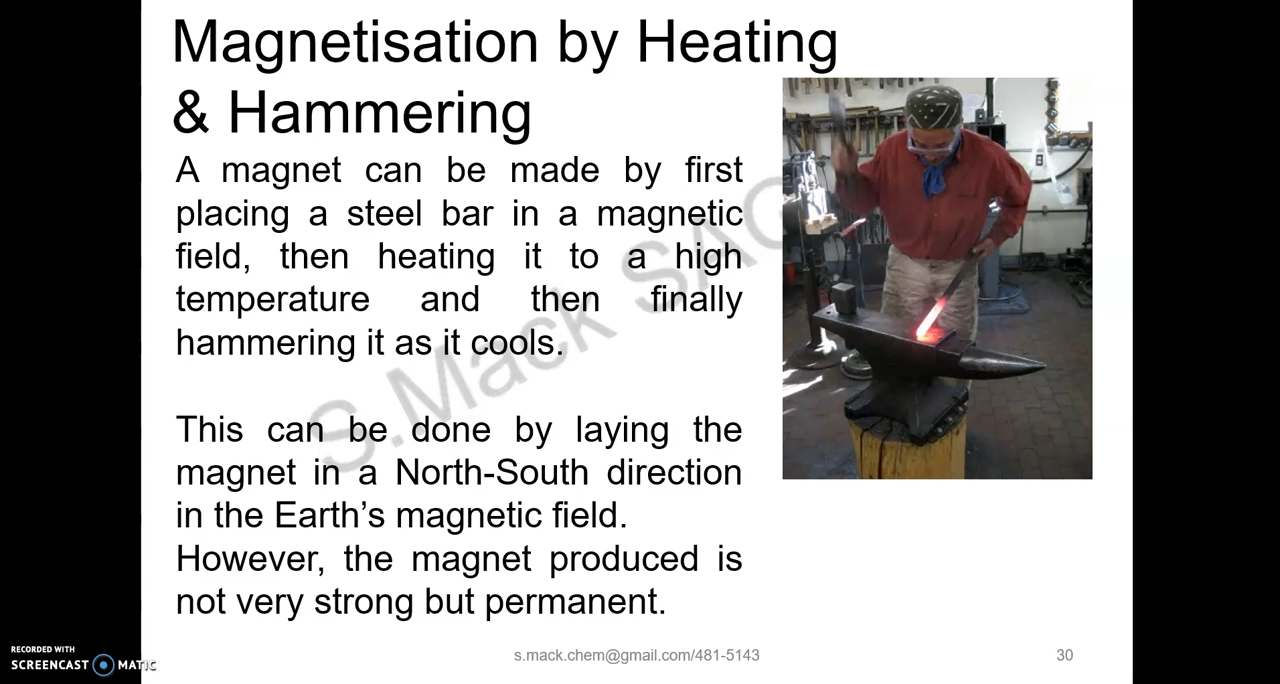 Magnetisation by Heating
& Hammering
A magnet can be made by first
placing a steel bar in a magnetic
field, then heating it to a high
temperature and then finally
hammering it as it cools.
This can be done by laying the
magnet in a North-South direction
in the Earth’s magnetic field.
However, the magnet produced is
not very strong but permanent.
S.Mack SAG
RECORDED WITH
SCREENCAST MATIC
s.mack.chem@gmail.com/481-5143
30